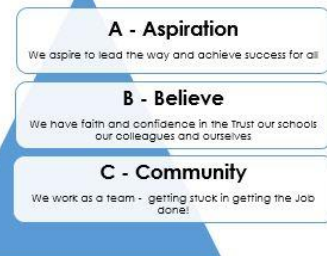 A - Aspiration
We aspire to lead the way and achieve success for all
B - Believe
We have faith and confidence in the Trust our schools
our colleagues and ourselves
C - Community
We work as a team - getting stuck in getting the Job
done!